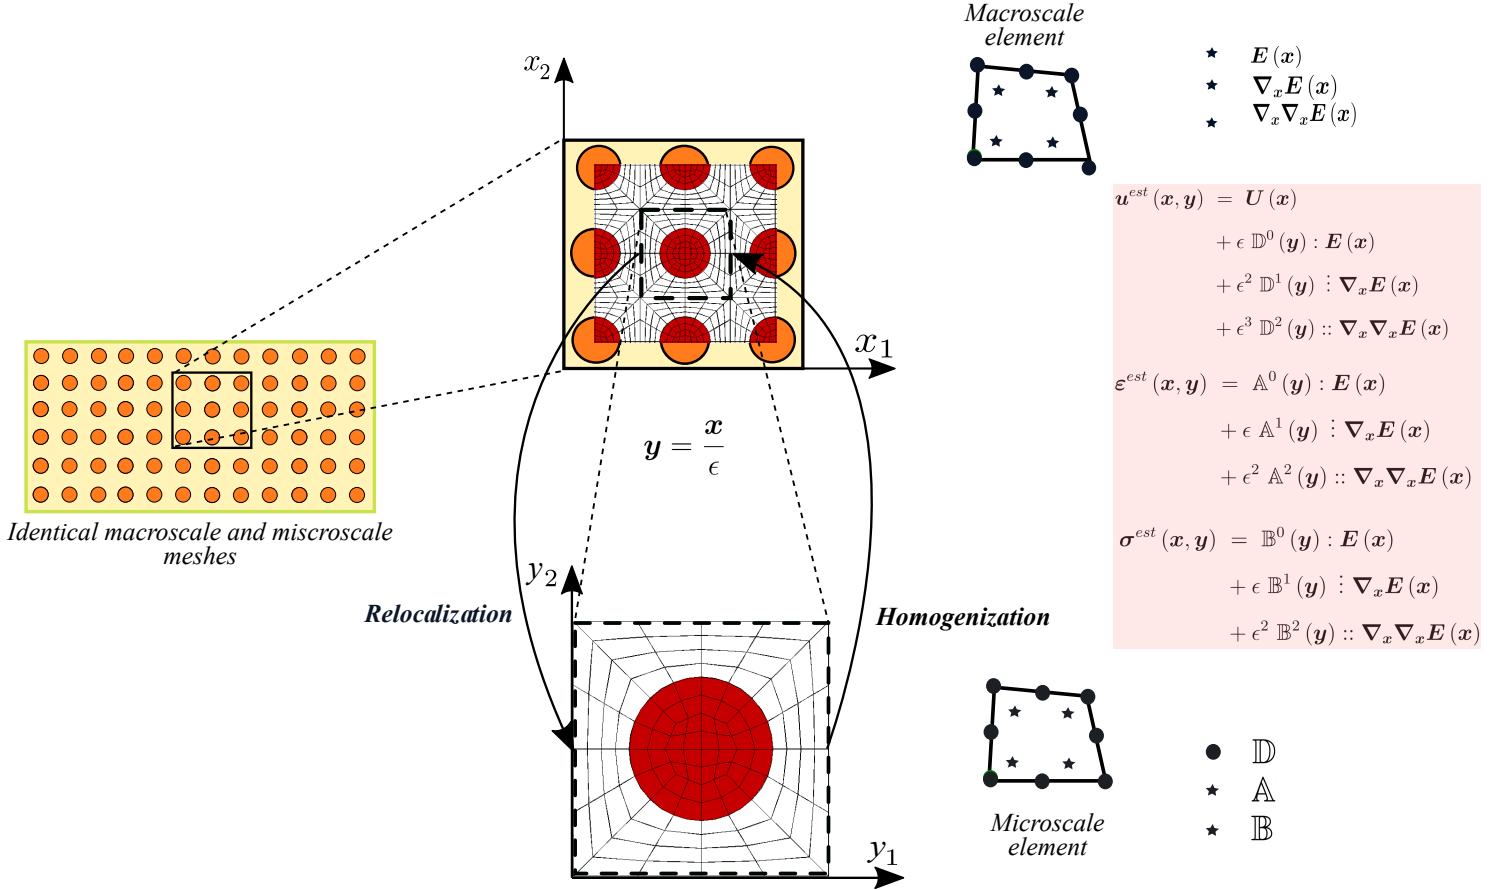 Macroscale
element
E (x)
∇ₓE (x)
∇ₓ∇ₓE (x)
x₂
x₁
u^{est} (x, y) = U (x)
+ ϵ 𝔻⁰ (y) : E (x)
+ ϵ² 𝔻¹ (y) ⋮ ∇ₓE (x)
+ ϵ³ 𝔻² (y) :: ∇ₓ∇ₓE (x)
ε^{est} (x, y) = 𝔸⁰ (y) : E (x)
+ ϵ 𝔸¹ (y) ⋮ ∇ₓE (x)
+ ϵ² 𝔸² (y) :: ∇ₓ∇ₓE (x)
σ^{est} (x, y) = 𝔹⁰ (y) : E (x)
+ ϵ 𝔹¹ (y) ⋮ ∇ₓE (x)
+ ϵ² 𝔹² (y) :: ∇ₓ∇ₓE (x)
y = x/ϵ
Identical macroscale and miscroscale
meshes
y₂
Relocalization
Homogenization
y₁
Microscale
element
𝔻
𝔸
𝔹